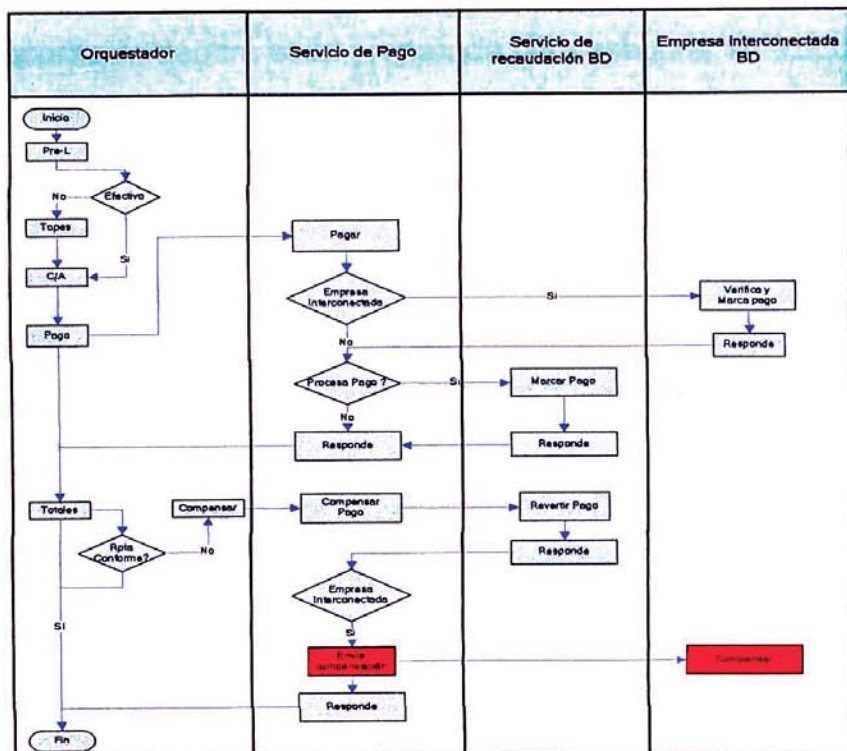 Orquestador
Servicio de Pago
Servicio de
recaudación BD
Empresa interconectada
BD
Inicio
Pre-L
No
Efectivo
Topes
Si
C/A
Pago
Pagar
Empresa
Interconectada
Si
Verifica y
Marca pago
No
Responde
Procesa Pago ?
Si
Marcar Pago
No
Responde
Responde
Totales
Compensar
Compensar
Pago
Revertir Pago
Rpta
Conforme?
No
Responde
Empresa
Interconectada
Si
Si
Envia
compensación
Compensar
Responde
Fin